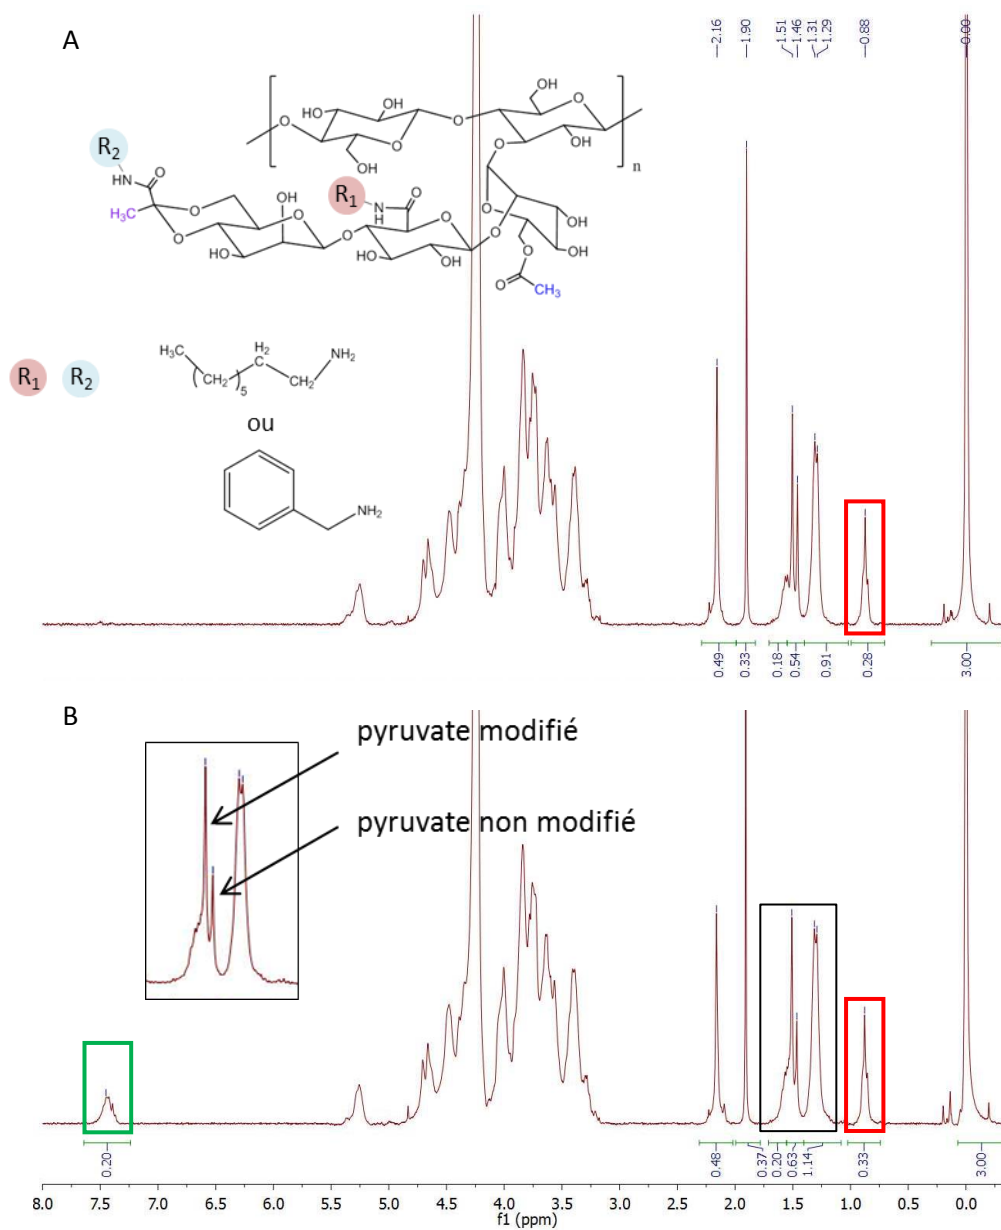 A
2.16
1.90
1.51
1.46
1.31
1.29
0.88
0.00
HO
OH
HO
O
O
HO
O
O
OH
O
OH
n
R2
HN
O
H3C
O
O
HO
OH
O
HO
O
R1
N
H
O
O
HO
OH
O
O
O
O
OH
OH
O
O
CH3
R1 R2
H3C
(CH2)5
H2
C
NH2
ou
NH2
0.49
0.33
0.18
0.54
0.91
0.28
3.00
B
pyruvate modifié
pyruvate non modifié
0.20
0.48
0.37
0.20
0.63
1.14
0.33
3.00
8.0 7.5 7.0 6.5 6.0 5.5 5.0 4.5 4.0 3.5 3.0 2.5 2.0 1.5 1.0 0.5 0.0
f1 (ppm)